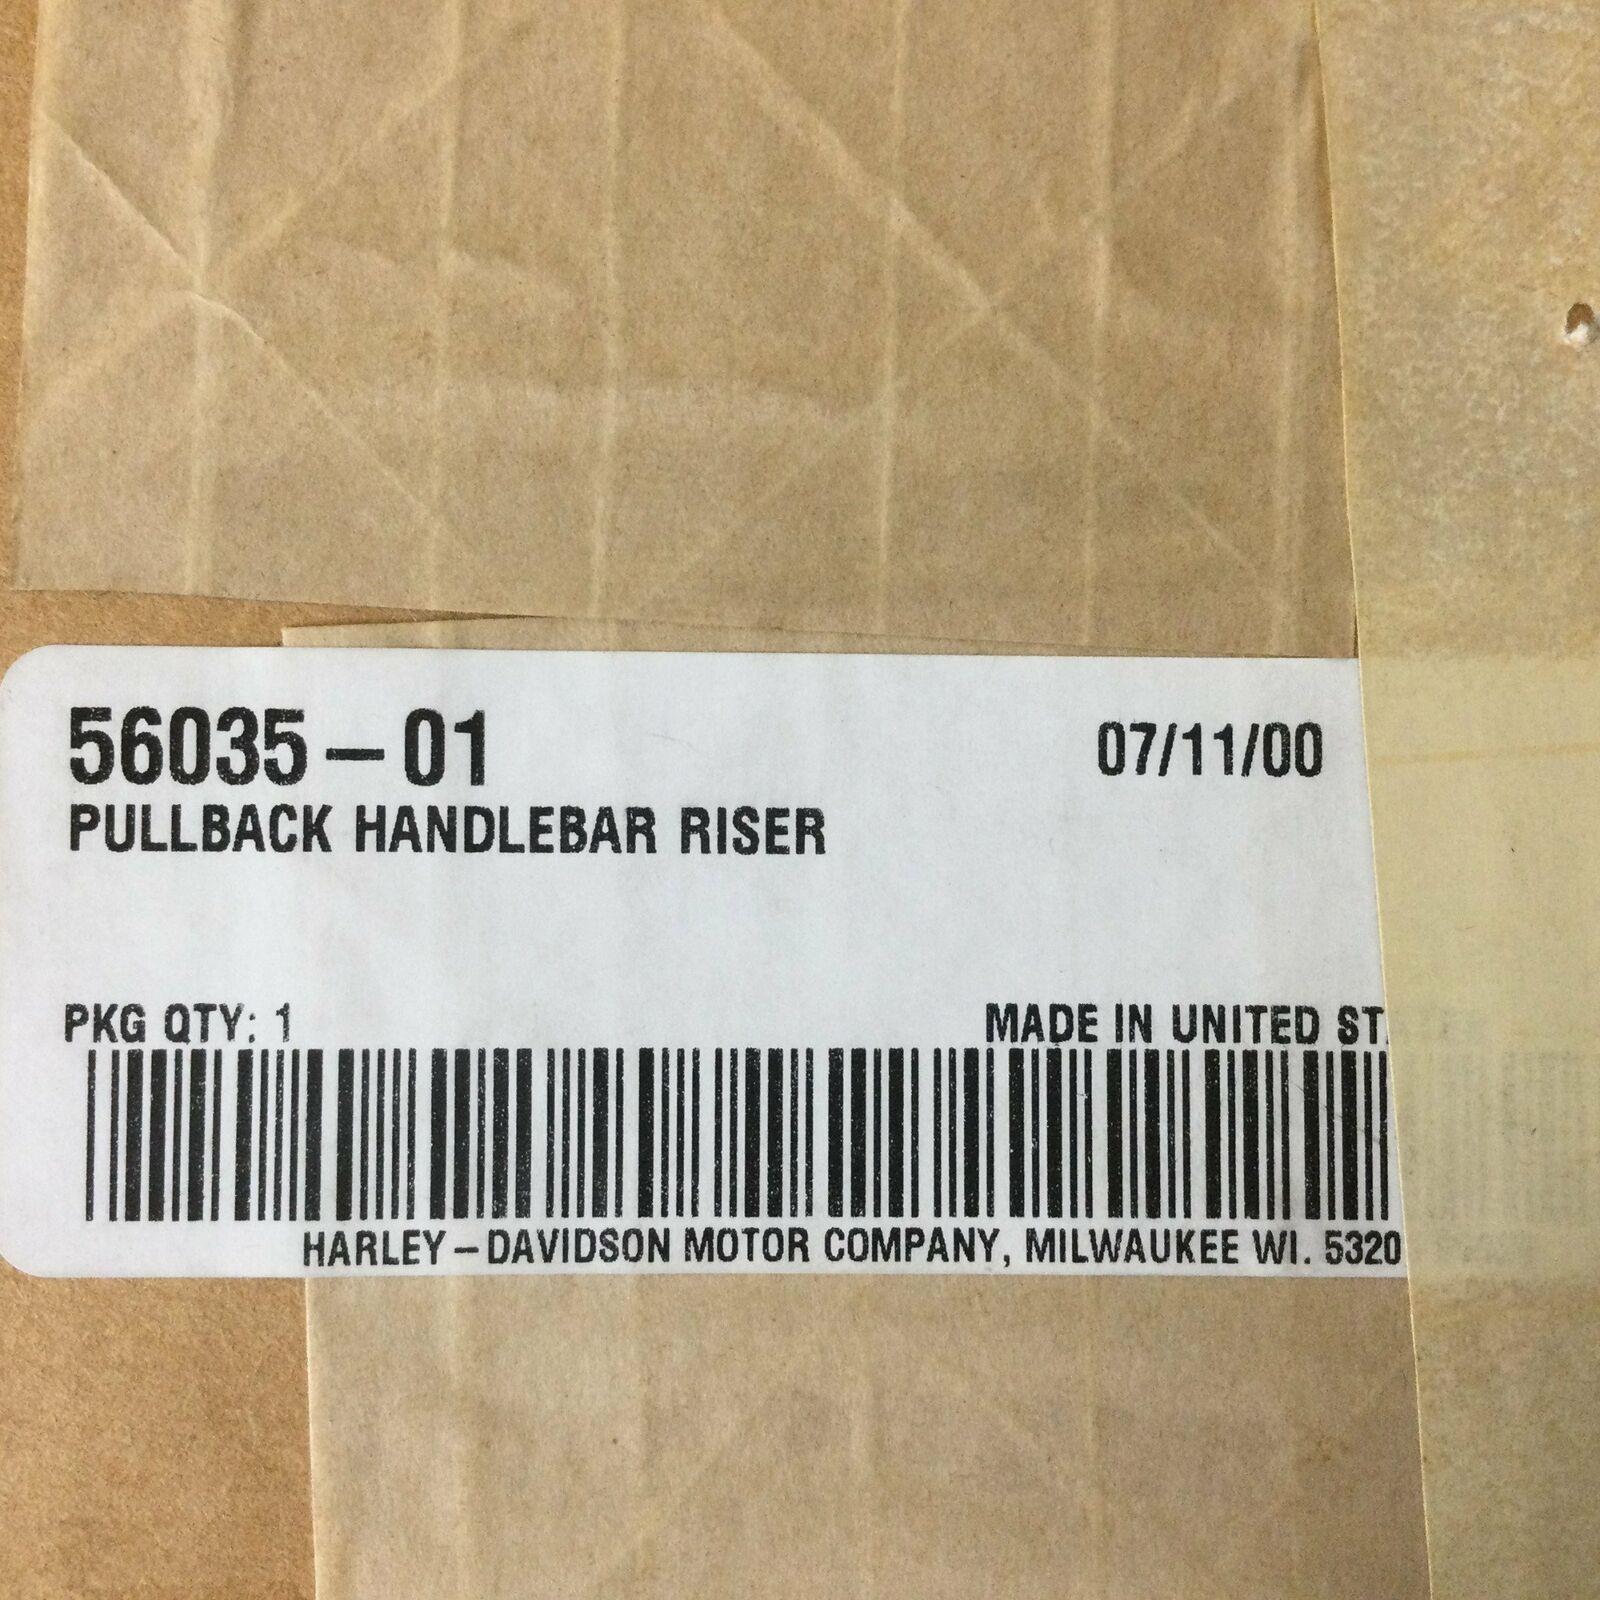 56035-01 07/11/00
PULLBACK HANDLEBAR RISER
PKG QTY: 1 MADE IN UNITED ST
HARLEY-DAVIDSON MOTOR COMPANY, MILWAUKEE WI. 5320